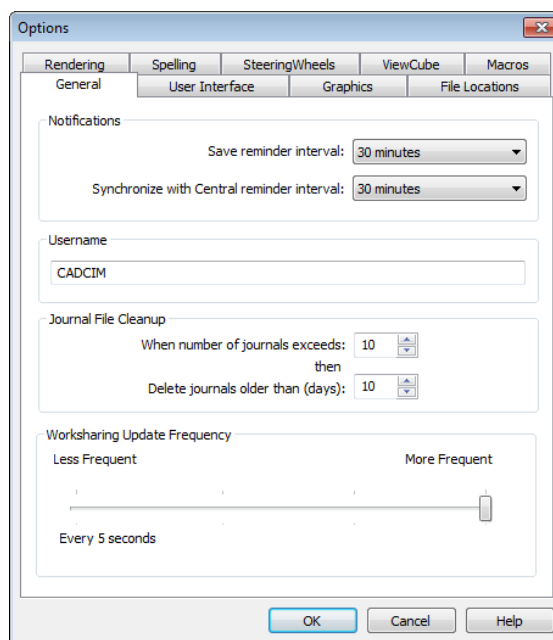 Options
Rendering Spelling SteeringWheels ViewCube Macros
General User Interface Graphics File Locations
Notifications
Save reminder interval: 30 minutes
Synchronize with Central reminder interval: 30 minutes
Username
CADCIM
Journal File Cleanup
When number of journals exceeds: 10
then
Delete journals older than (days): 10
Worksharing Update Frequency
Less Frequent More Frequent
Every 5 seconds
OK Cancel Help